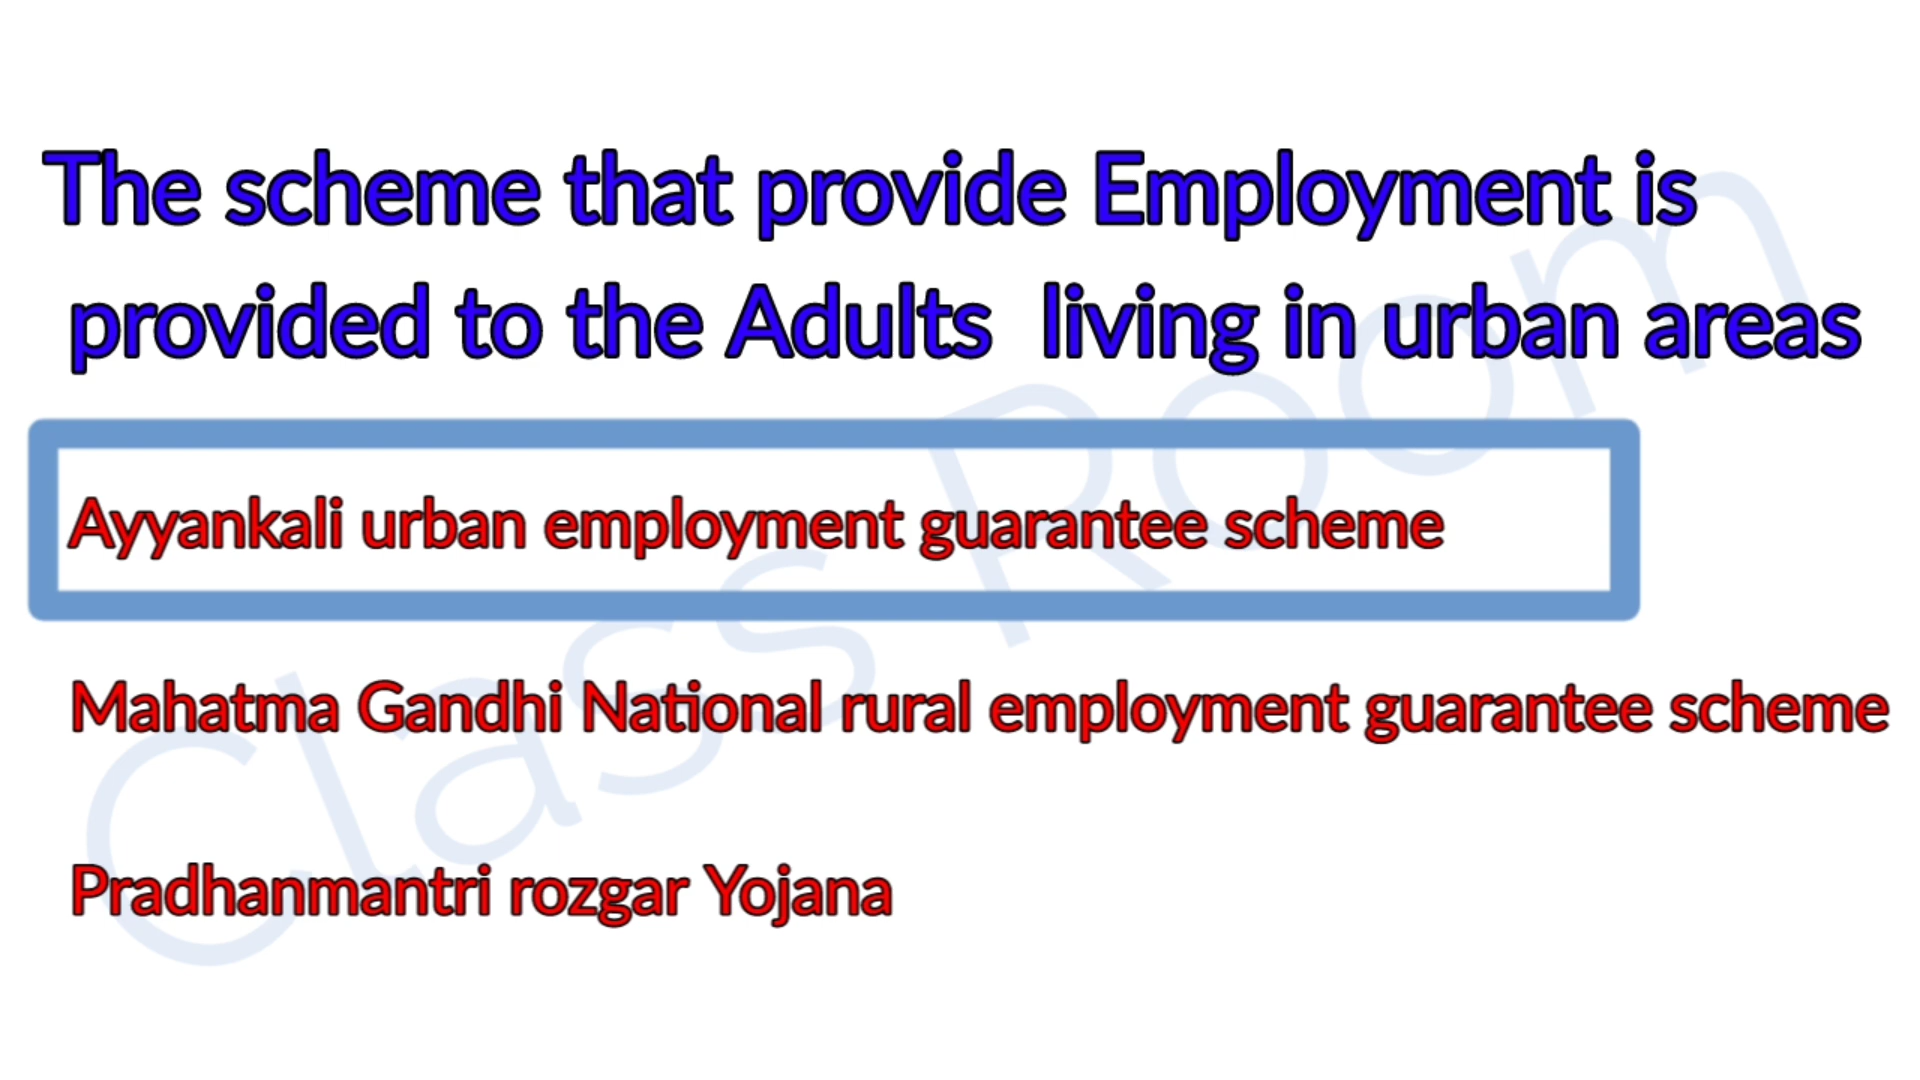 The scheme that provide Employment is
provided to the Adults living in urban areas
Ayyankali urban employment guarantee scheme
Mahatma Gandhi National rural employment guarantee scheme
Pradhanmantri rozgar Yojana
Class Room